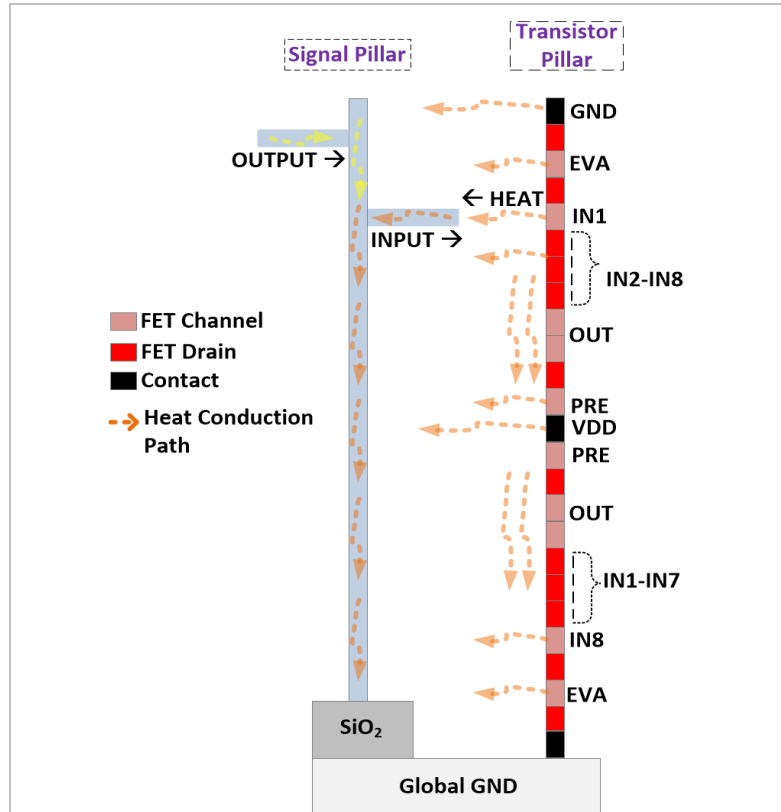 Signal Pillar
Transistor
Pillar
GND
OUTPUT →
EVA
← HEAT
IN1
INPUT →
IN2-IN8
FET Channel
OUT
FET Drain
Contact
PRE
Heat Conduction
Path
VDD
PRE
OUT
IN1-IN7
IN8
EVA
SiO₂
Global GND